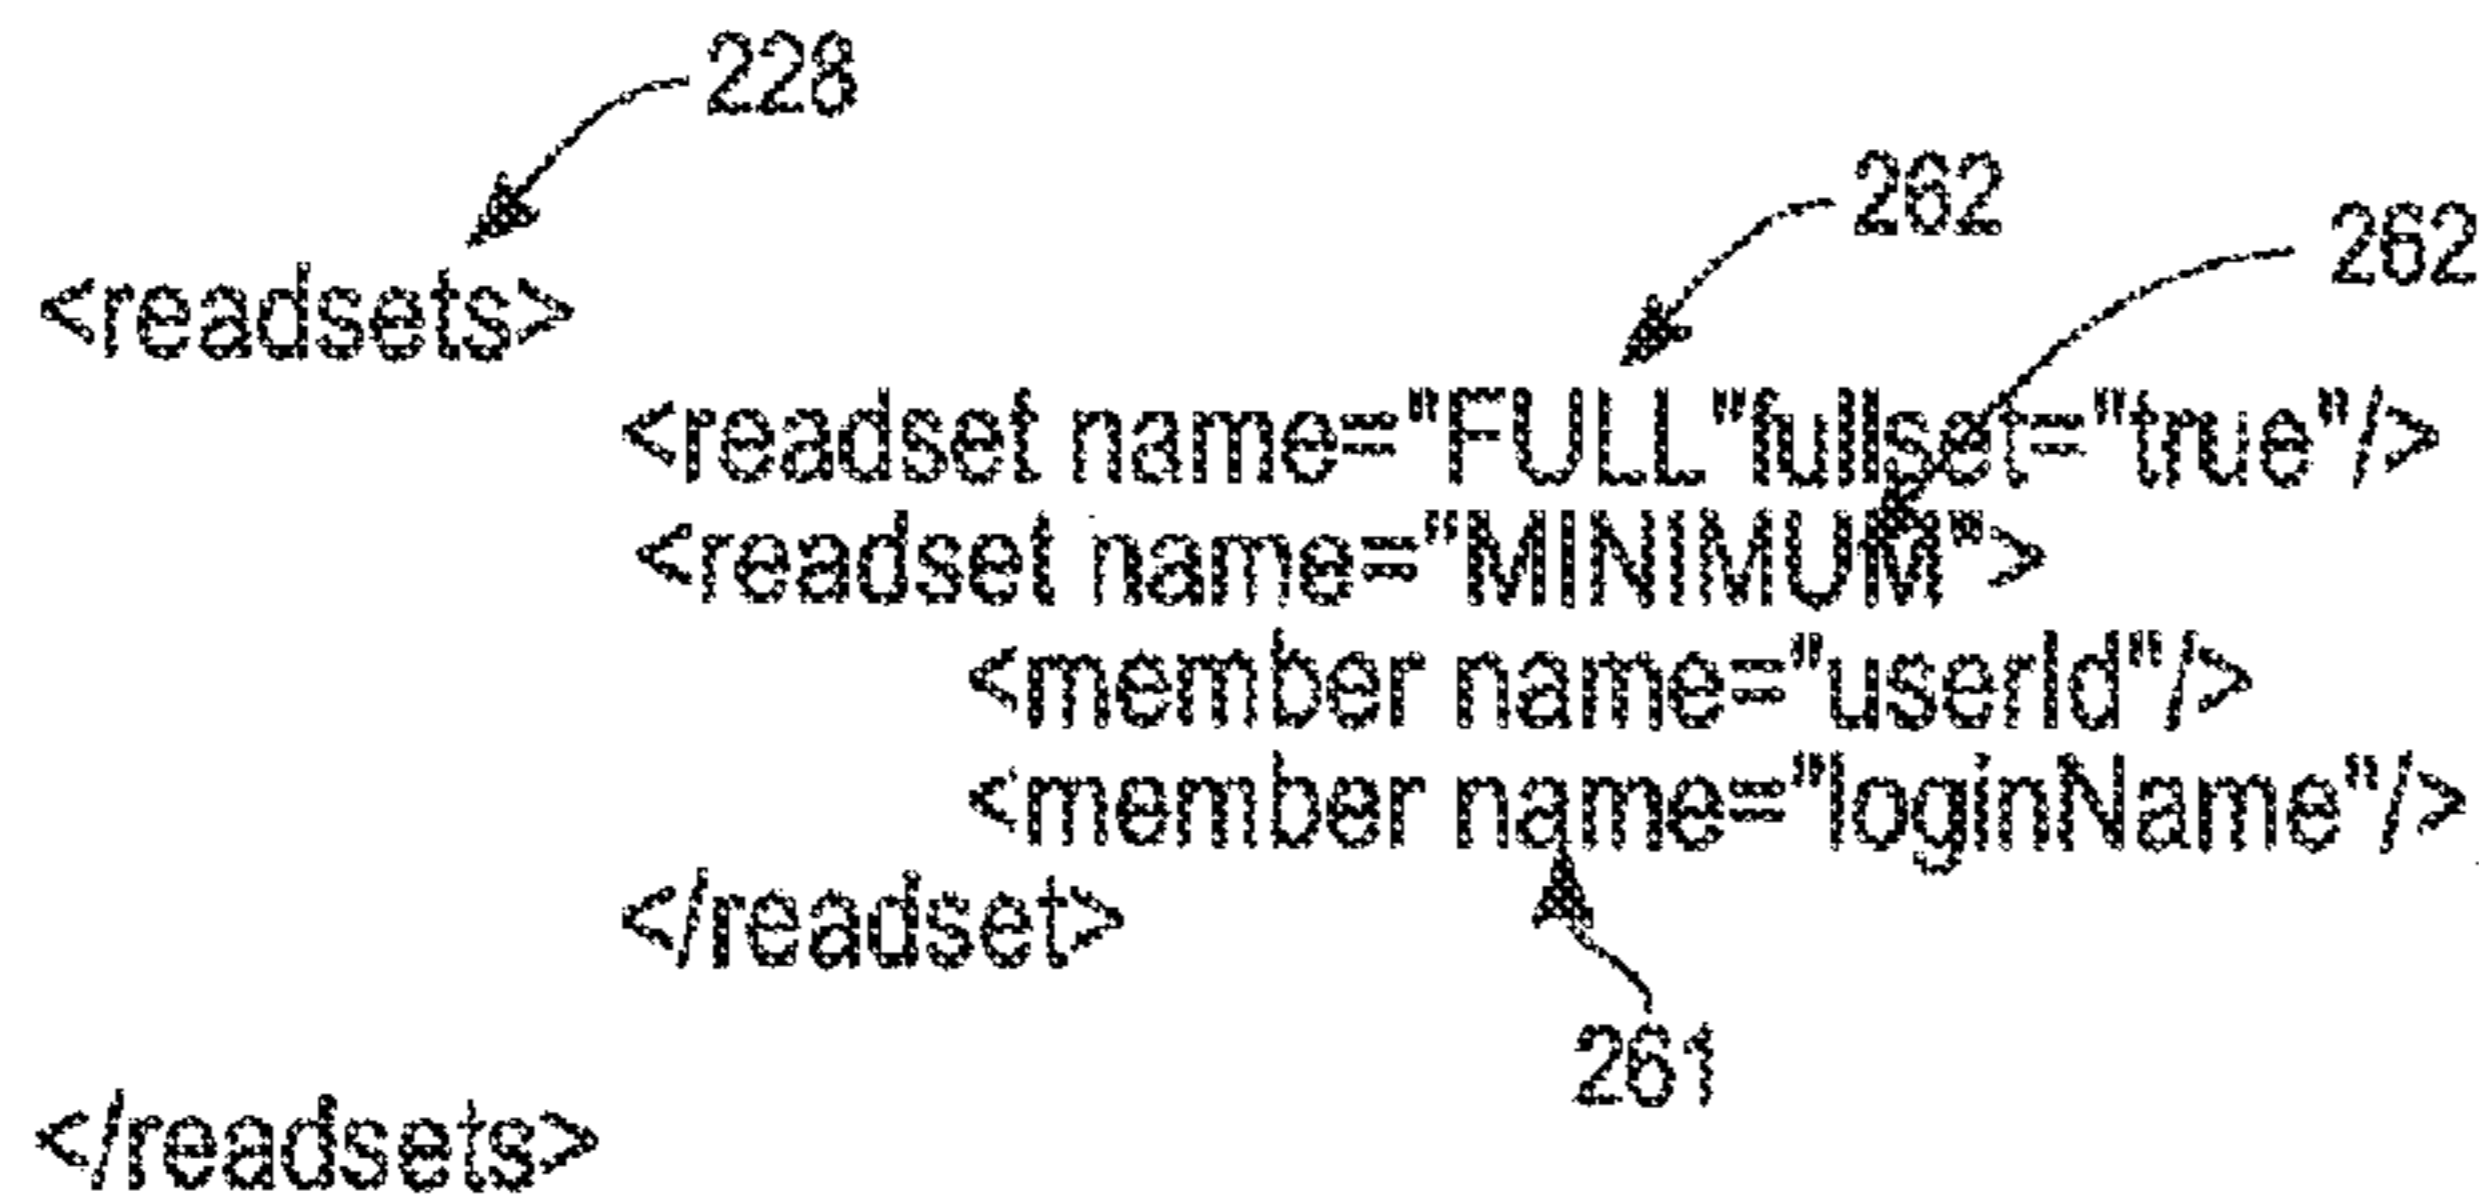 228
262
262
<readsets>
<readset name="FULL"fullset="true"/>
<readset name="MINIMUM">
<member name="userId"/>
<member name="loginName"/>
</readset>
261
</readsets>